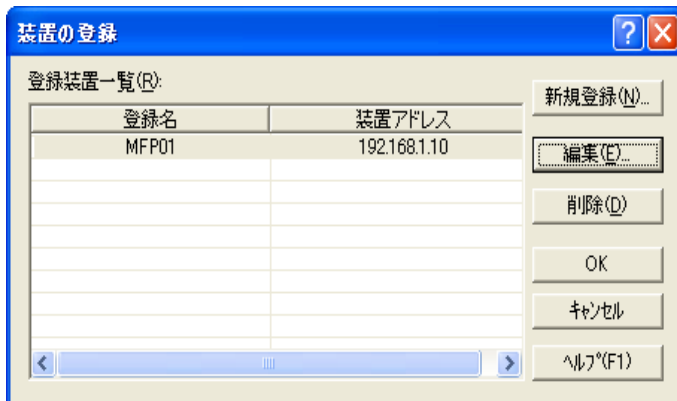 装置の登録
登録装置一覧(R):
登録名 装置アドレス
MFP01 192.168.1.10
新規登録(N)...
編集(E)...
削除(D)
OK
キャンセル
ヘルプ(F1)